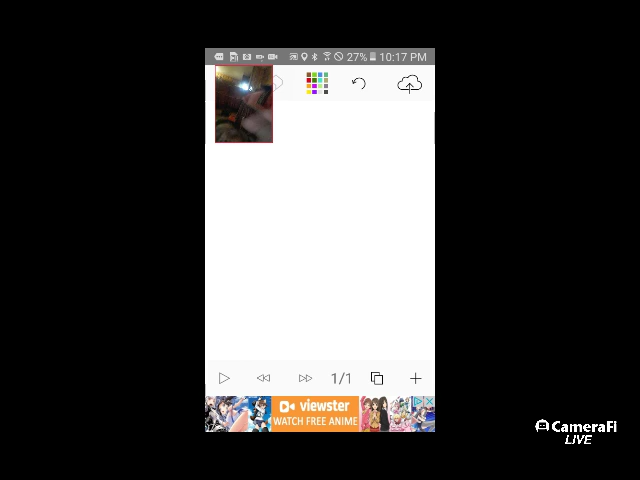 27% 10:17 PM
1/1
viewster
WATCH FREE ANIME
CameraFi
LIVE